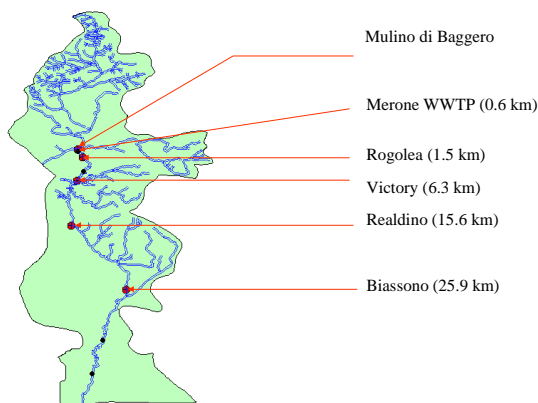 Mulino di Baggero
Merone WWTP (0.6 km)
Rogolea (1.5 km)
Victory (6.3 km)
Realdino (15.6 km)
Biassono (25.9 km)